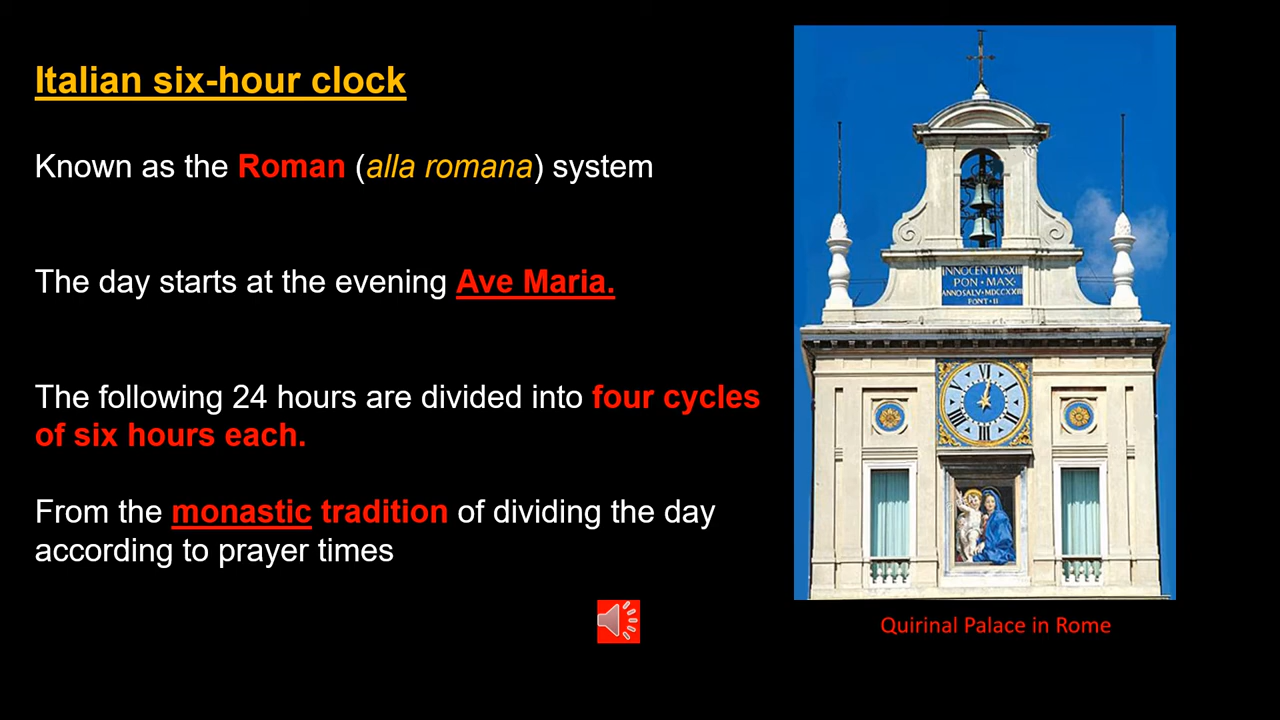 Italian six-hour clock
Known as the Roman (alla romana) system
The day starts at the evening Ave Maria.
The following 24 hours are divided into four cycles
of six hours each.
From the monastic tradition of dividing the day
according to prayer times
INNOCENTIVS XIII
PON · MAX ·
ANNO SALV · MDCCXXIII
PONT · II
VI
Quirinal Palace in Rome